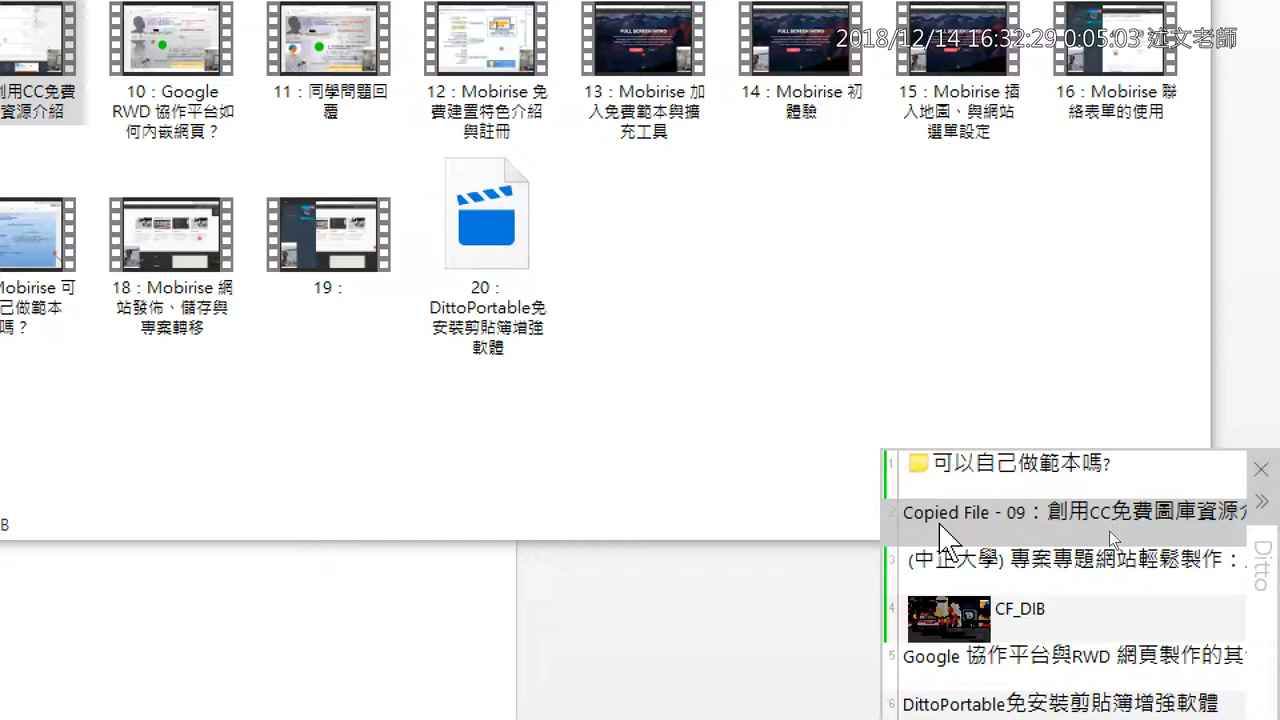 2018/12/14 16:32:29 0:05:03
用CC免費
資源介紹
10：Google
RWD 協作平台如
何內嵌網頁？
11：同學問題回
覆
12：Mobirise 免
費建置特色介紹
與註冊
13：Mobirise 加
入免費範本與擴
充工具
14：Mobirise 初
體驗
15：Mobirise 插
入地圖、與網站
選單設定
16：Mobirise 聯
絡表單的使用
Mobirise 可
己做範本
嗎？
18：Mobirise 網
站發佈、儲存與
專案轉移
19：
20：
DittoPortable免
安裝剪貼簿增強
軟體
B
1 可以自己做範本嗎?
2 Copied File - 09：創用CC免費圖庫資源介
3 (中正大學) 專案專題網站輕鬆製作：
4 CF_DIB
5 Google 協作平台與RWD 網頁製作的其
6 DittoPortable免安裝剪貼簿增強軟體
Ditto